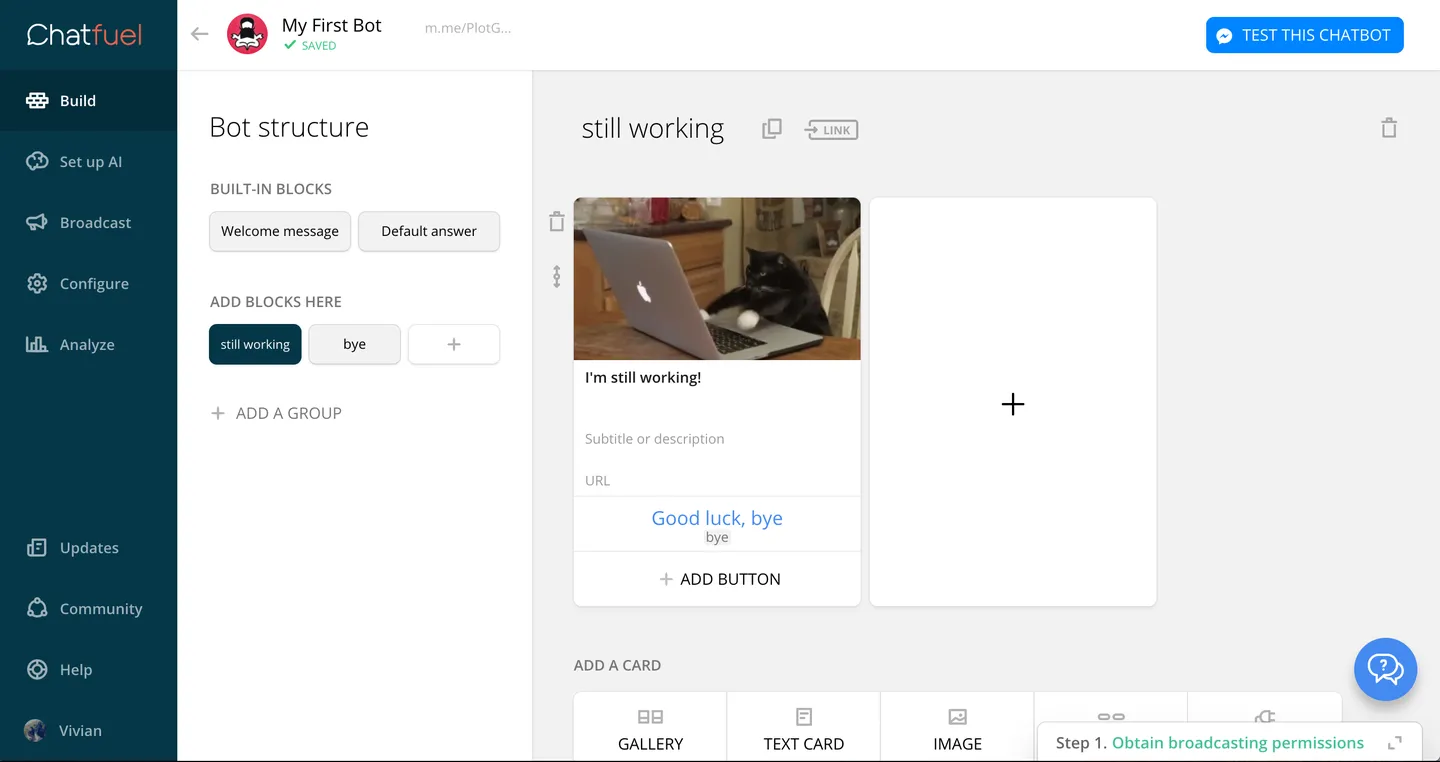 Chatfuel
My First Bot
SAVED
m.me/PlotG...
TEST THIS CHATBOT
Build
Set up AI
Broadcast
Configure
Analyze
Updates
Community
Help
Vivian
Bot structure
BUILT-IN BLOCKS
Welcome message
Default answer
ADD BLOCKS HERE
still working
bye
+
+ ADD A GROUP
still working
LINK
I'm still working!
Subtitle or description
URL
Good luck, bye
bye
+ ADD BUTTON
+
ADD A CARD
GALLERY
TEXT CARD
IMAGE
?
Step 1. Obtain broadcasting permissions